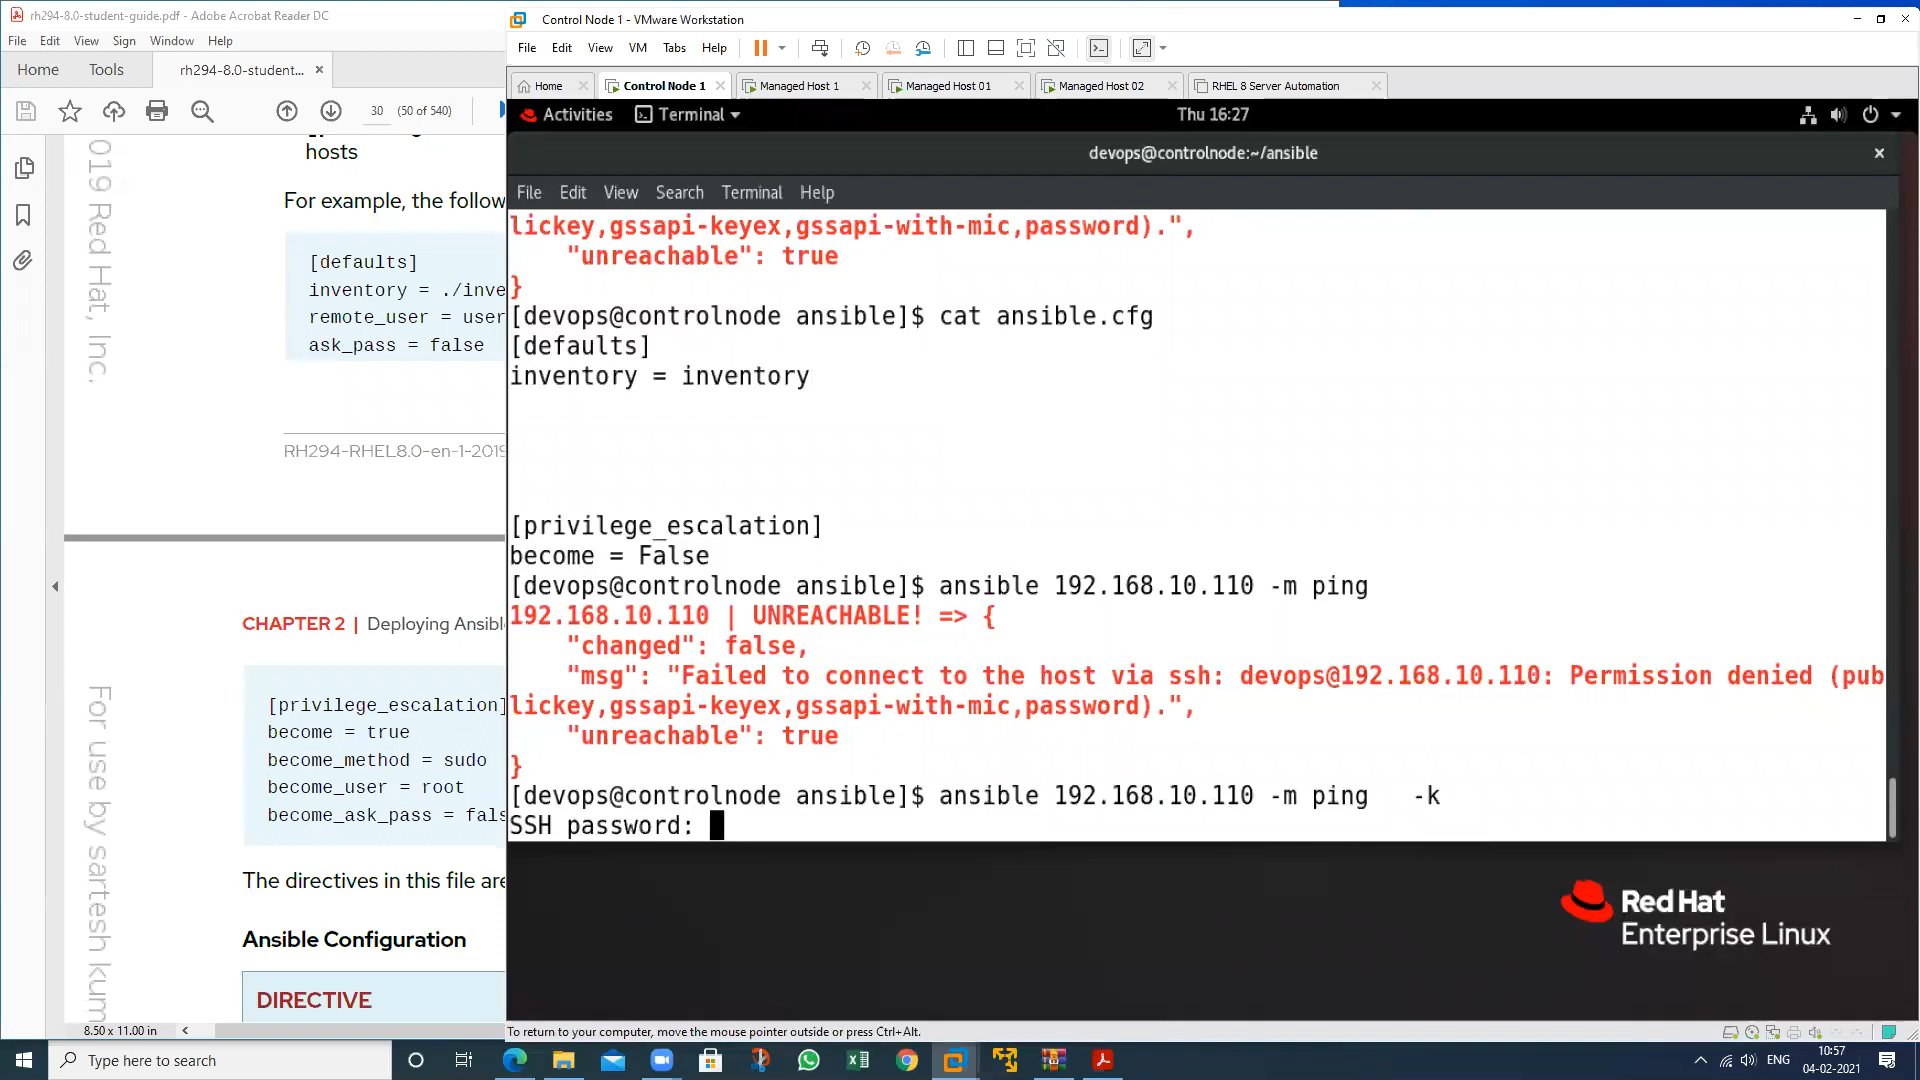 rh294-8.0-student-guide.pdf - Adobe Acrobat Reader DC
File Edit View Sign Window Help
Home Tools rh294-8.0-student...
30 (50 of 540)
hosts
For example, the follow
[defaults]
inventory = ./inve
remote_user = user
ask_pass = false
RH294-RHEL8.0-en-1-2019
019 Red Hat, Inc.
CHAPTER 2 | Deploying Ansibl
[privilege_escalation]
become = true
become_method = sudo
become_user = root
become_ask_pass = fals
The directives in this file are
Ansible Configuration
DIRECTIVE
For use by sartesh kum
8.50 x 11.00 in
Control Node 1 - VMware Workstation
File Edit View VM Tabs Help
Home Control Node 1 Managed Host 1 Managed Host 01 Managed Host 02 RHEL 8 Server Automation
Activities Terminal Thu 16:27
devops@controlnode:~/ansible
File Edit View Search Terminal Help
lickey,gssapi-keyex,gssapi-with-mic,password).",
"unreachable": true
}
[devops@controlnode ansible]$ cat ansible.cfg
[defaults]
inventory = inventory
[privilege_escalation]
become = False
[devops@controlnode ansible]$ ansible 192.168.10.110 -m ping
192.168.10.110 | UNREACHABLE! => {
"changed": false,
"msg": "Failed to connect to the host via ssh: devops@192.168.10.110: Permission denied (pub
lickey,gssapi-keyex,gssapi-with-mic,password).",
"unreachable": true
}
[devops@controlnode ansible]$ ansible 192.168.10.110 -m ping   -k
SSH password:
Red Hat
Enterprise Linux
To return to your computer, move the mouse pointer outside or press Ctrl+Alt.
Type here to search
ENG
10:57
04-02-2021